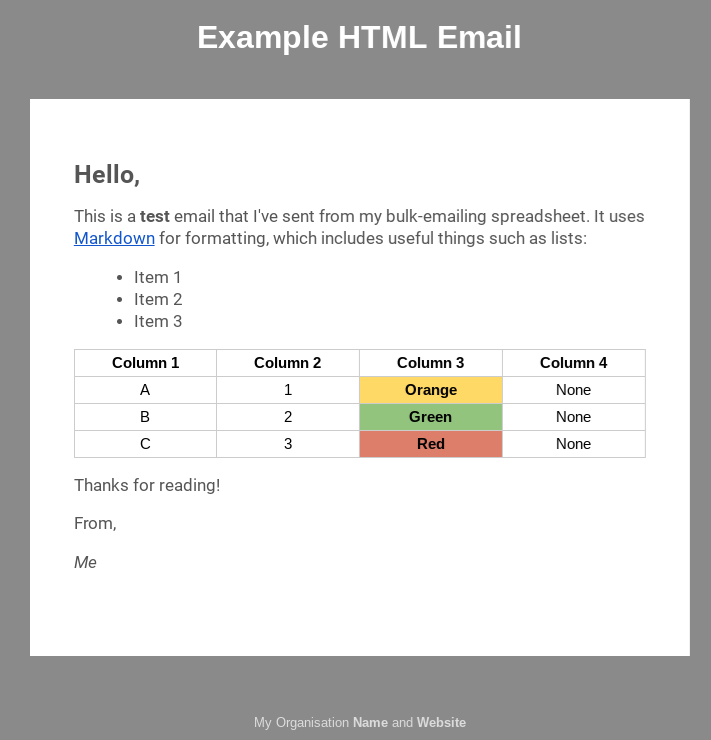 Example HTML Email
Hello,
This is a test email that I've sent from my bulk-emailing spreadsheet. It uses
Markdown for formatting, which includes useful things such as lists:
• Item 1
• Item 2
• Item 3
Column 1 Column 2 Column 3 Column 4
A 1 Orange None
B 2 Green None
C 3 Red None
Thanks for reading!
From,
Me
My Organisation Name and Website